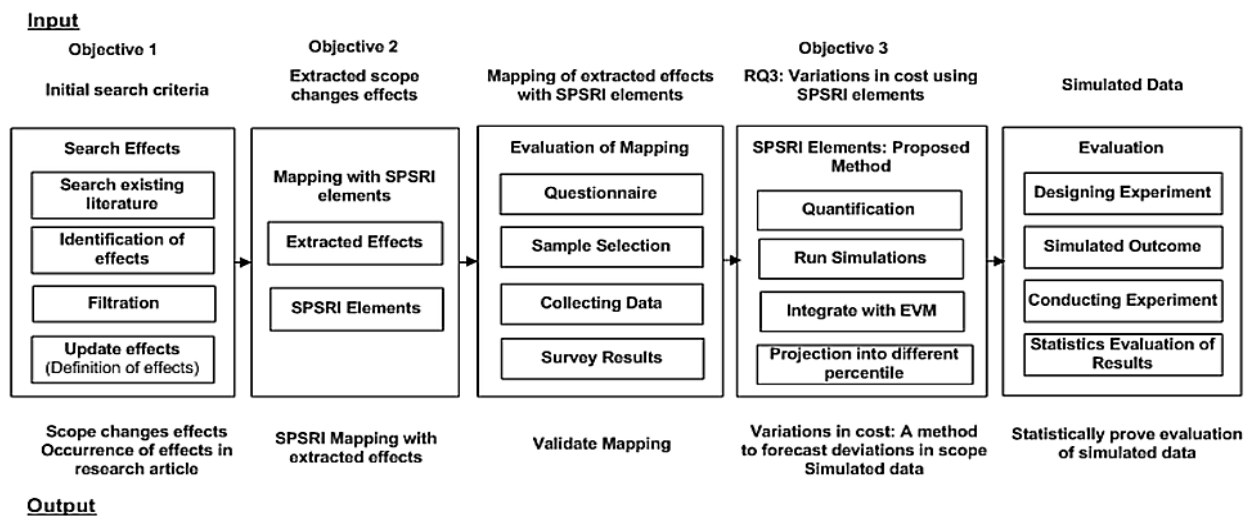 Input
Objective 1
Initial search criteria
Search Effects
Search existing
literature
Identification of
effects
Filtration
Update effects
(Definition of effects)
Scope changes effects
Occurrence of effects in
research article
Objective 2
Extracted scope
changes effects
Mapping with SPSRI
elements
Extracted Effects
SPSRI Elements
SPSRI Mapping with
extracted effects
Mapping of extracted effects
with SPSRI elements
Evaluation of Mapping
Questionnaire
Sample Selection
Collecting Data
Survey Results
Validate Mapping
Objective 3
RQ3: Variations in cost using
SPSRI elements
SPSRI Elements: Proposed
Method
Quantification
Run Simulations
Integrate with EVM
Projection into different
percentile
Variations in cost: A method
to forecast deviations in scope
Simulated data
Simulated Data
Evaluation
Designing Experiment
Simulated Outcome
Conducting Experiment
Statistics Evaluation of
Results
Statistically prove evaluation
of simulated data
Output